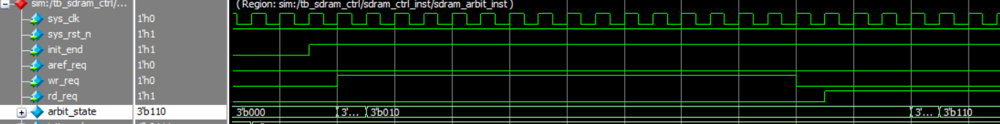 sim:/tb_sdram_ctrl/... (Region: sim:/tb_sdram_ctrl/sdram_ctrl_inst/sdram_arbit_inst )
sys_clk 1'h0
sys_rst_n 1'h1
init_end 1'h1
aref_req 1'h0
wr_req 1'h0
rd_req 1'h1
arbit_state 3'b110 3'b000 3'... 3'b010 3'... 3'b110